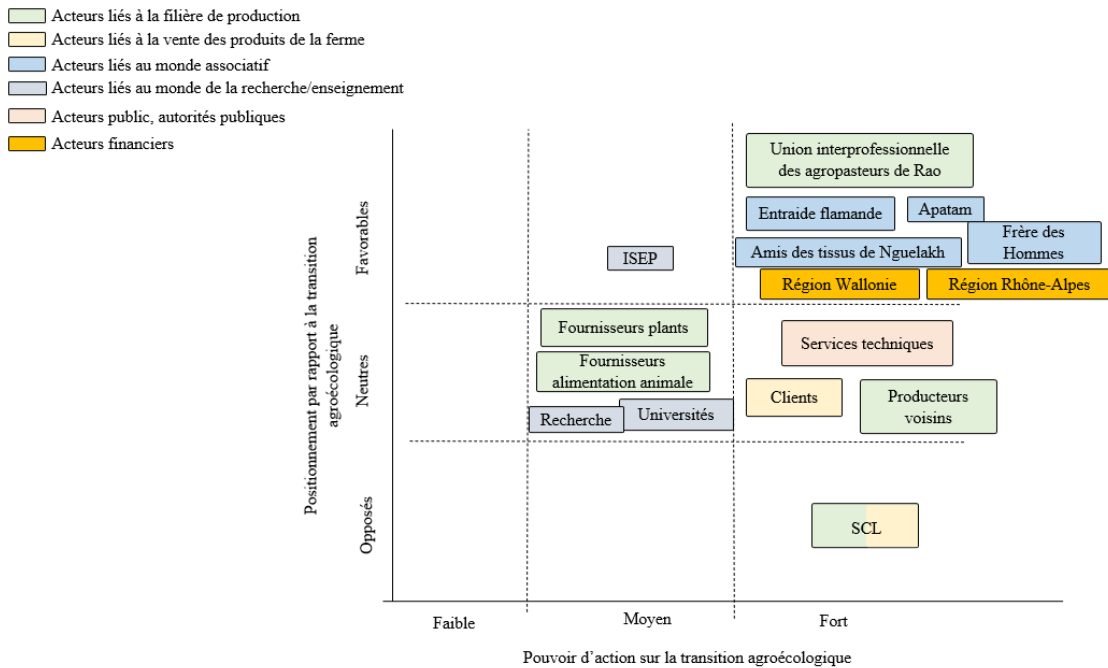 Acteurs liés à la filière de production
Acteurs liés à la vente des produits de la ferme
Acteurs liés au monde associatif
Acteurs liés au monde de la recherche/enseignement
Acteurs public, autorités publiques
Acteurs financiers
Positionnement par rapport à la transition
agroécologique
Favorables
Neutres
Opposés
Union interprofessionnelle
des agropasteurs de Rao
Entraide flamande
Apatam
Frère des
Hommes
Amis des tissus de Nguelakh
ISEP
Région Wallonie
Région Rhône-Alpes
Fournisseurs plants
Services techniques
Fournisseurs
alimentation animale
Clients
Producteurs
voisins
Recherche
Universités
SCL
Faible
Moyen
Fort
Pouvoir d’action sur la transition agroécologique